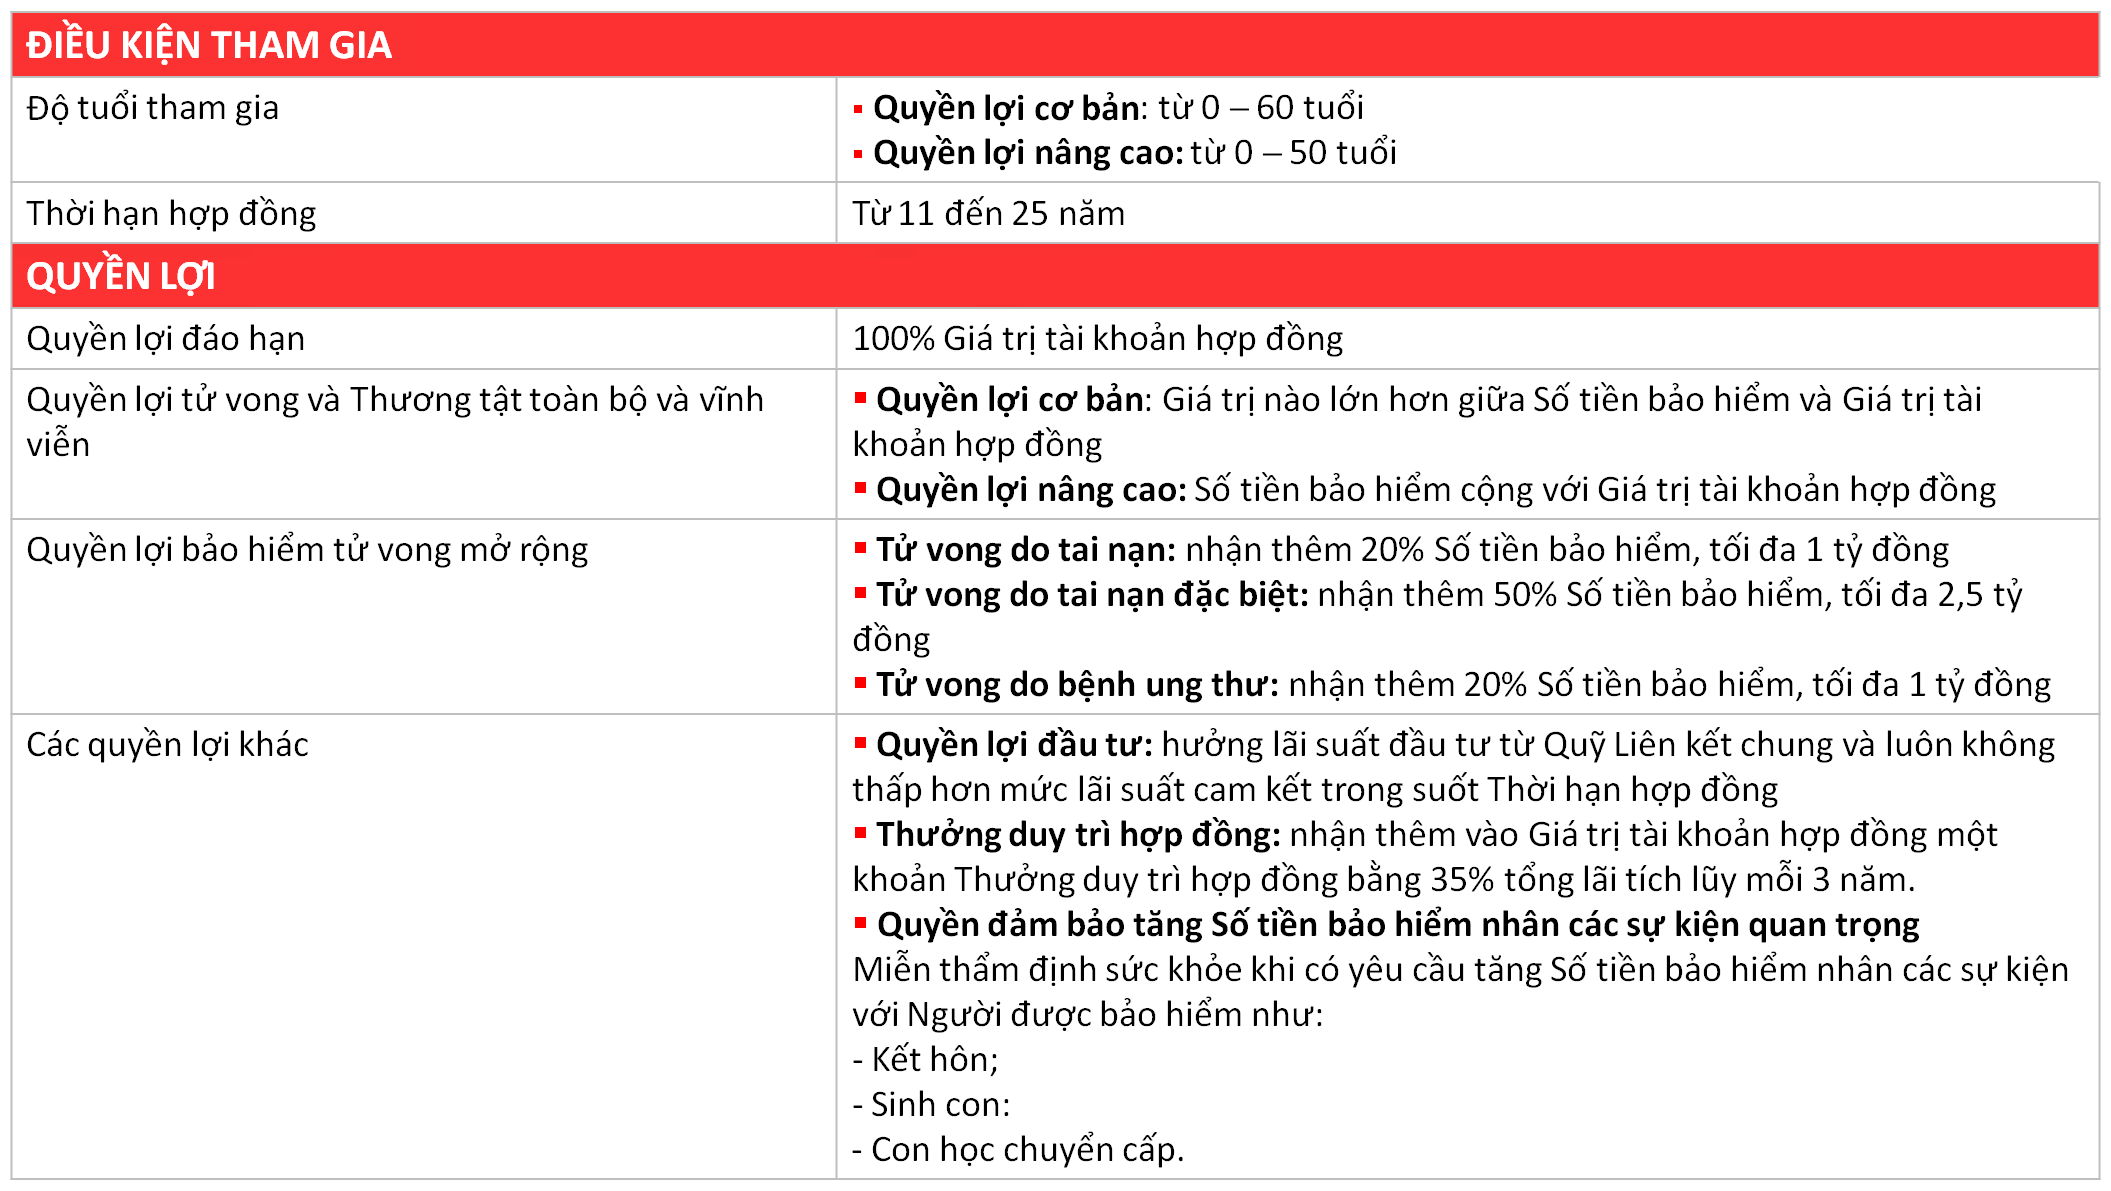 ĐIỀU KIỆN THAM GIA
Độ tuổi tham gia
▪ Quyền lợi cơ bản: từ 0 – 60 tuổi
▪ Quyền lợi nâng cao: từ 0 – 50 tuổi
Thời hạn hợp đồng
Từ 11 đến 25 năm
QUYỀN LỢI
Quyền lợi đáo hạn
100% Giá trị tài khoản hợp đồng
Quyền lợi tử vong và Thương tật toàn bộ và vĩnh
viễn
▪ Quyền lợi cơ bản: Giá trị nào lớn hơn giữa Số tiền bảo hiểm và Giá trị tài
khoản hợp đồng
▪ Quyền lợi nâng cao: Số tiền bảo hiểm cộng với Giá trị tài khoản hợp đồng
Quyền lợi bảo hiểm tử vong mở rộng
▪ Tử vong do tai nạn: nhận thêm 20% Số tiền bảo hiểm, tối đa 1 tỷ đồng
▪ Tử vong do tai nạn đặc biệt: nhận thêm 50% Số tiền bảo hiểm, tối đa 2,5 tỷ
đồng
▪ Tử vong do bệnh ung thư: nhận thêm 20% Số tiền bảo hiểm, tối đa 1 tỷ đồng
Các quyền lợi khác
▪ Quyền lợi đầu tư: hưởng lãi suất đầu tư từ Quỹ Liên kết chung và luôn không
thấp hơn mức lãi suất cam kết trong suốt Thời hạn hợp đồng
▪ Thưởng duy trì hợp đồng: nhận thêm vào Giá trị tài khoản hợp đồng một
khoản Thưởng duy trì hợp đồng bằng 35% tổng lãi tích lũy mỗi 3 năm.
▪ Quyền đảm bảo tăng Số tiền bảo hiểm nhân các sự kiện quan trọng
Miễn thẩm định sức khỏe khi có yêu cầu tăng Số tiền bảo hiểm nhân các sự kiện
với Người được bảo hiểm như:
- Kết hôn;
- Sinh con:
- Con học chuyển cấp.